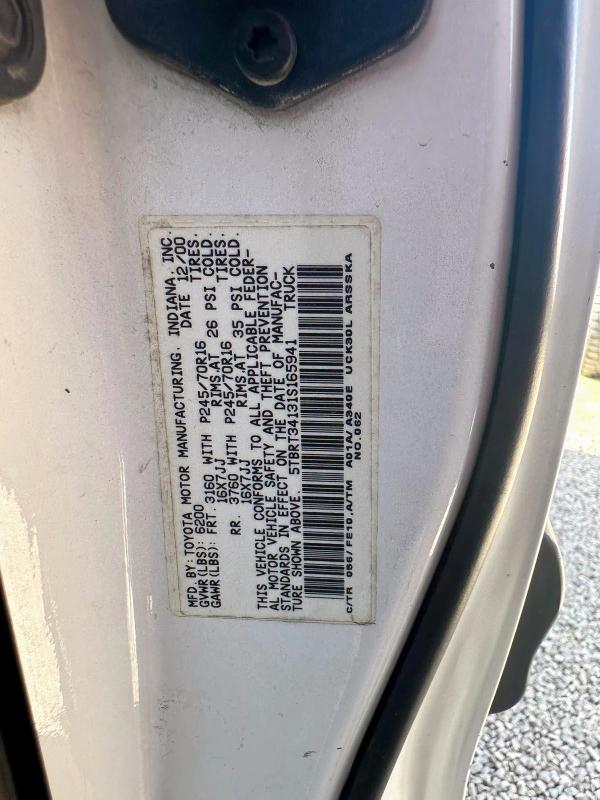 MFD. BY: TOYOTA MOTOR MANUFACTURING, INDIANA, INC.
GVWR(LBS): 6200 DATE 12/00
GAWR(LBS): FRT. 3160 WITH P245/70R16 TIRES.
16X7JJ RIMS.AT 26 PSI COLD.
RR. 3760 WITH P245/70R16 TIRES.
16X7JJ RIMS.AT 35 PSI COLD.
THIS VEHICLE CONFORMS TO ALL APPLICABLE FEDER-
AL MOTOR VEHICLE SAFETY AND THEFT PREVENTION
STANDARDS IN EFFECT ON THE DATE OF MANUFAC-
TURE SHOWN ABOVE. 5TBRT34131S165941 TRUCK
C/TR 056/FE19.A/TM A01A/A340E UCK30L ARSSKA
NO.062